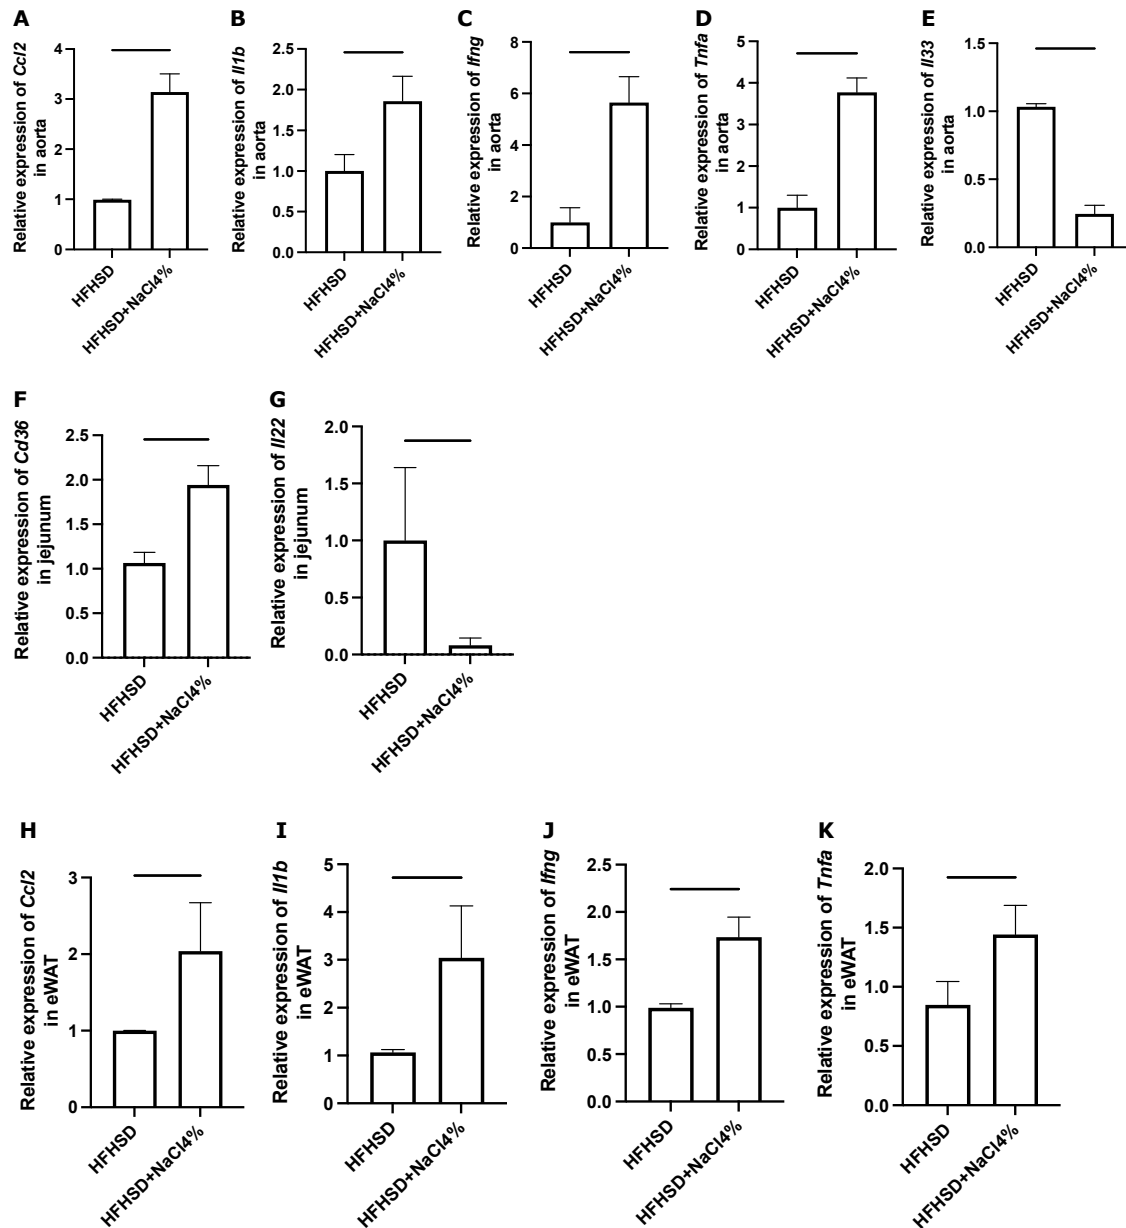 A
Relative expression of Ccl2
in aorta
4
3
2
1
0
HFHSD
HFHSD+NaCl4%
B
Relative expression of Il1b
in aorta
2.5
2.0
1.5
1.0
0.5
0.0
HFHSD
HFHSD+NaCl4%
C
Relative expression of Ifng
in aorta
8
6
4
2
0
HFHSD
HFHSD+NaCl4%
D
Relative expression of Tnfa
in aorta
5
4
3
2
1
0
HFHSD
HFHSD+NaCl4%
E
Relative expression of Il33
in aorta
1.5
1.0
0.5
0.0
HFHSD
HFHSD+NaCl4%
F
Relative expression of Cd36
in jejunum
2.5
2.0
1.5
1.0
0.5
0.0
HFHSD
HFHSD+NaCl4%
G
Relative expression of Il22
in jejunum
2.0
1.5
1.0
0.5
0.0
HFHSD
HFHSD+NaCl4%
H
Relative expression of Ccl2
in eWAT
3
2
1
0
HFHSD
HFHSD+NaCl4%
I
Relative expression of Il1b
in eWAT
5
4
3
2
1
0
HFHSD
HFHSD+NaCl4%
J
Relative expression of Ifng
in eWAT
2.5
2.0
1.5
1.0
0.5
0.0
HFHSD
HFHSD+NaCl4%
K
Relative expression of Tnfa
in eWAT
2.0
1.5
1.0
0.5
0.0
HFHSD
HFHSD+NaCl4%